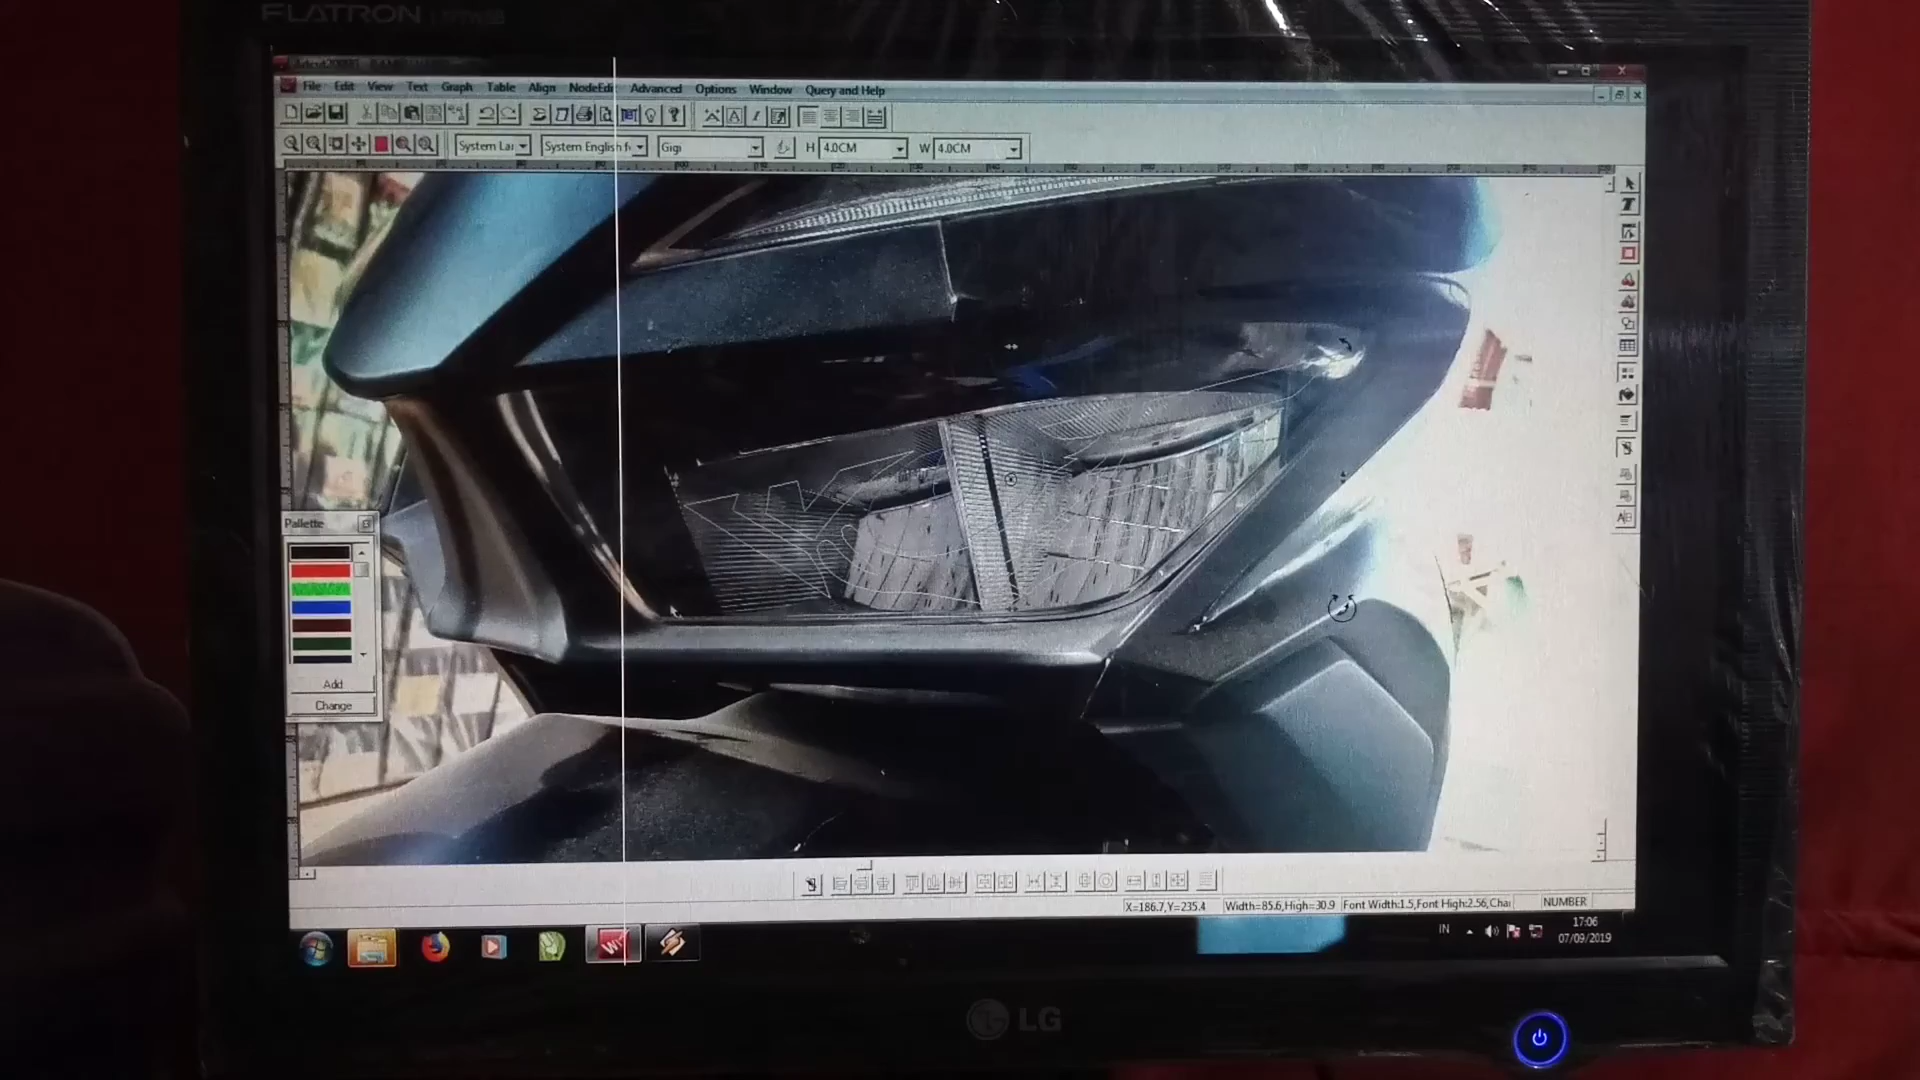 FLATRON
File Edit View Text Graph Table Align NodeEdit Advanced Options Window Query and Help
System Lan System English f Gigi H 4.0CM W 4.0CM
Pallette
Add
Change
X=186.7,Y=235.4 Width=85.6,High=30.9 Font Width:1.5,Font High:2.56,Cha NUMBER
IN 17:06
07/09/2019
LG